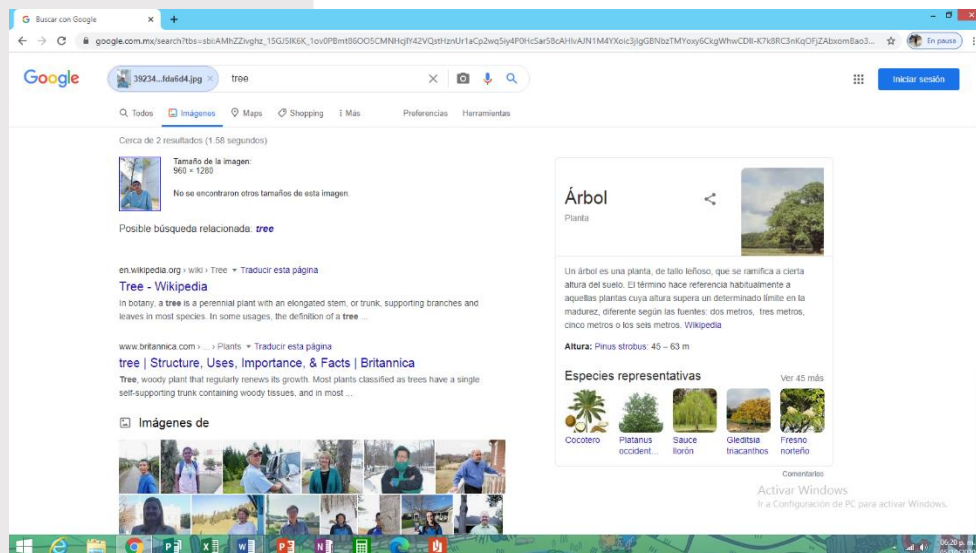 Buscar con Google
En pausa
Google
39234...fda6d4.jpg
tree
Iniciar sesión
Todos
Imágenes
Maps
Shopping
Más
Preferencias
Herramientas
Cerca de 2 resultados (1.58 segundos)
Tamaño de la imagen:
960 × 1280
No se encontraron otros tamaños de esta imagen.
Posible búsqueda relacionada: tree
en.wikipedia.org › wiki › Tree ▾ Traducir esta página
Tree - Wikipedia
In botany, a tree is a perennial plant with an elongated stem, or trunk, supporting branches and
leaves in most species. In some usages, the definition of a tree ...
www.britannica.com › ... › Plants ▾ Traducir esta página
tree | Structure, Uses, Importance, & Facts | Britannica
Tree, woody plant that regularly renews its growth. Most plants classified as trees have a single
self-supporting trunk containing woody tissues, and in most ...
Imágenes de
Árbol
Planta
Un árbol es una planta, de tallo leñoso, que se ramifica a cierta
altura del suelo. El término hace referencia habitualmente a
aquellas plantas cuya altura supera un determinado límite en la
madurez, diferente según las fuentes: dos metros, tres metros,
cinco metros o los seis metros. Wikipedia
Altura: Pinus strobus: 45 – 63 m
Especies representativas
Ver 45 más
Cocotero
Platanus
occident...
Sauce
llorón
Gleditsia
triacanthos
Fresno
norteño
Comentarios
Activar Windows
Ir a Configuración de PC para activar Windows.
06:20 p. m.